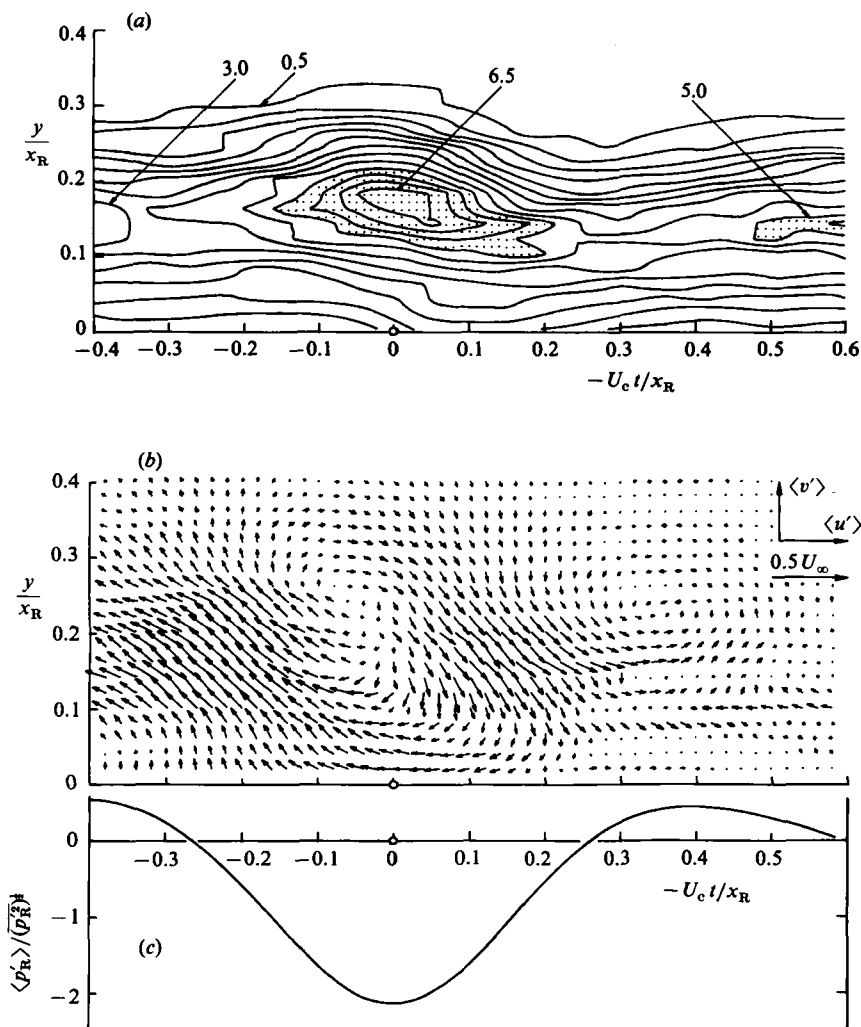 (a)
0.4
3.0 0.5 6.5 5.0
0.3
y/x_R
0.2
0.1
0
−0.4 −0.3 −0.2 −0.1 0 0.1 0.2 0.3 0.4 0.5 0.6
−U_c t/x_R
(b)
0.4
⟨v′⟩
⟨u′⟩
0.3
0.5 U_∞
y/x_R
0.2
0.1
0
0
−0.3 −0.2 −0.1 0 0.1 0.2 0.3 0.4 0.5
−U_c t/x_R
−1
⟨p′_R⟩/(p′_R²)^½
(c)
−2